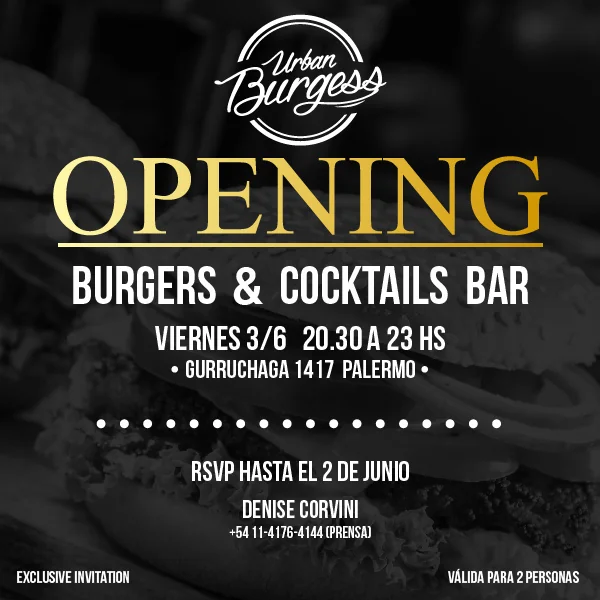 Urban
Burgess
OPENING
BURGERS & COCKTAILS BAR
VIERNES 3/6 20.30 A 23 HS
• GURRUCHAGA 1417 PALERMO •
RSVP HASTA EL 2 DE JUNIO
DENISE CORVINI
+54 11-4176-4144 (PRENSA)
EXCLUSIVE INVITATION
VÁLIDA PARA 2 PERSONAS